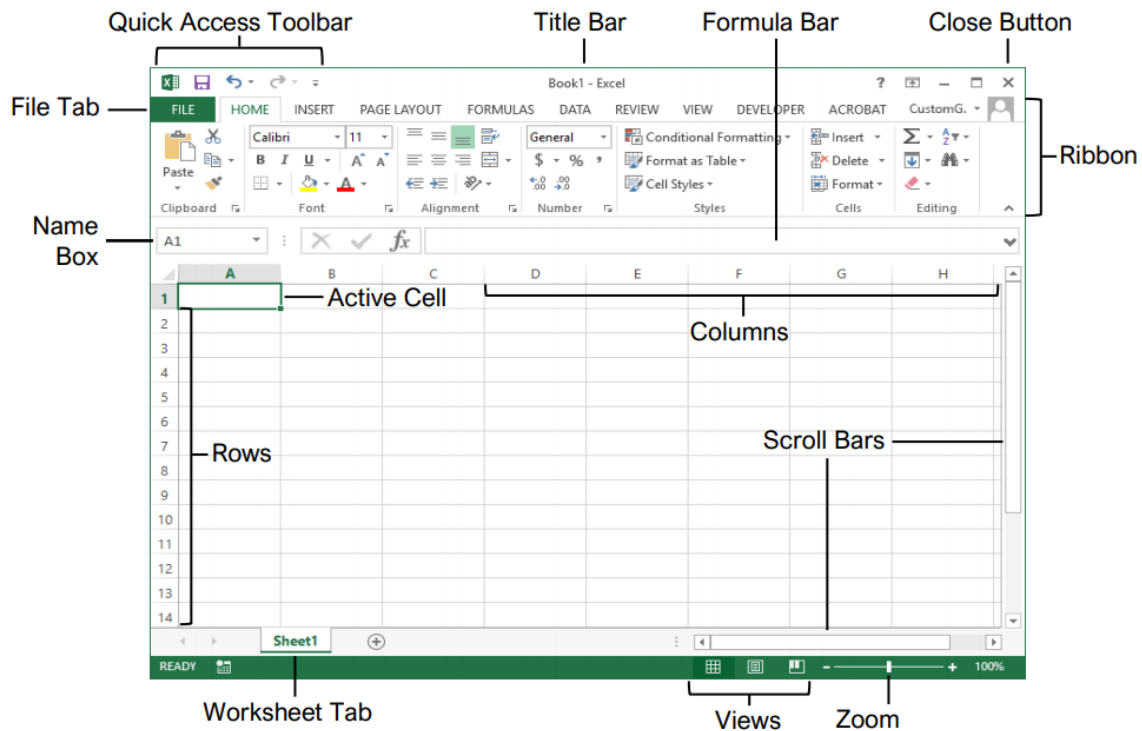 Quick Access Toolbar Title Bar Formula Bar Close Button
Book1 - Excel ?
File Tab
FILE HOME INSERT PAGE LAYOUT FORMULAS DATA REVIEW VIEW DEVELOPER ACROBAT CustomG.
Calibri 11 General Conditional Formatting Insert
Paste B I U A A $ % , Format as Table Delete
A Cell Styles Format
Clipboard Font Alignment Number Styles Cells Editing
Ribbon
Name
Box
A1 fx
A B C D E F G H
1 Active Cell
2 Columns
3
4
5
6
7 Rows Scroll Bars
8
9
10
11
12
13
14
Sheet1
READY 100%
Worksheet Tab Views Zoom